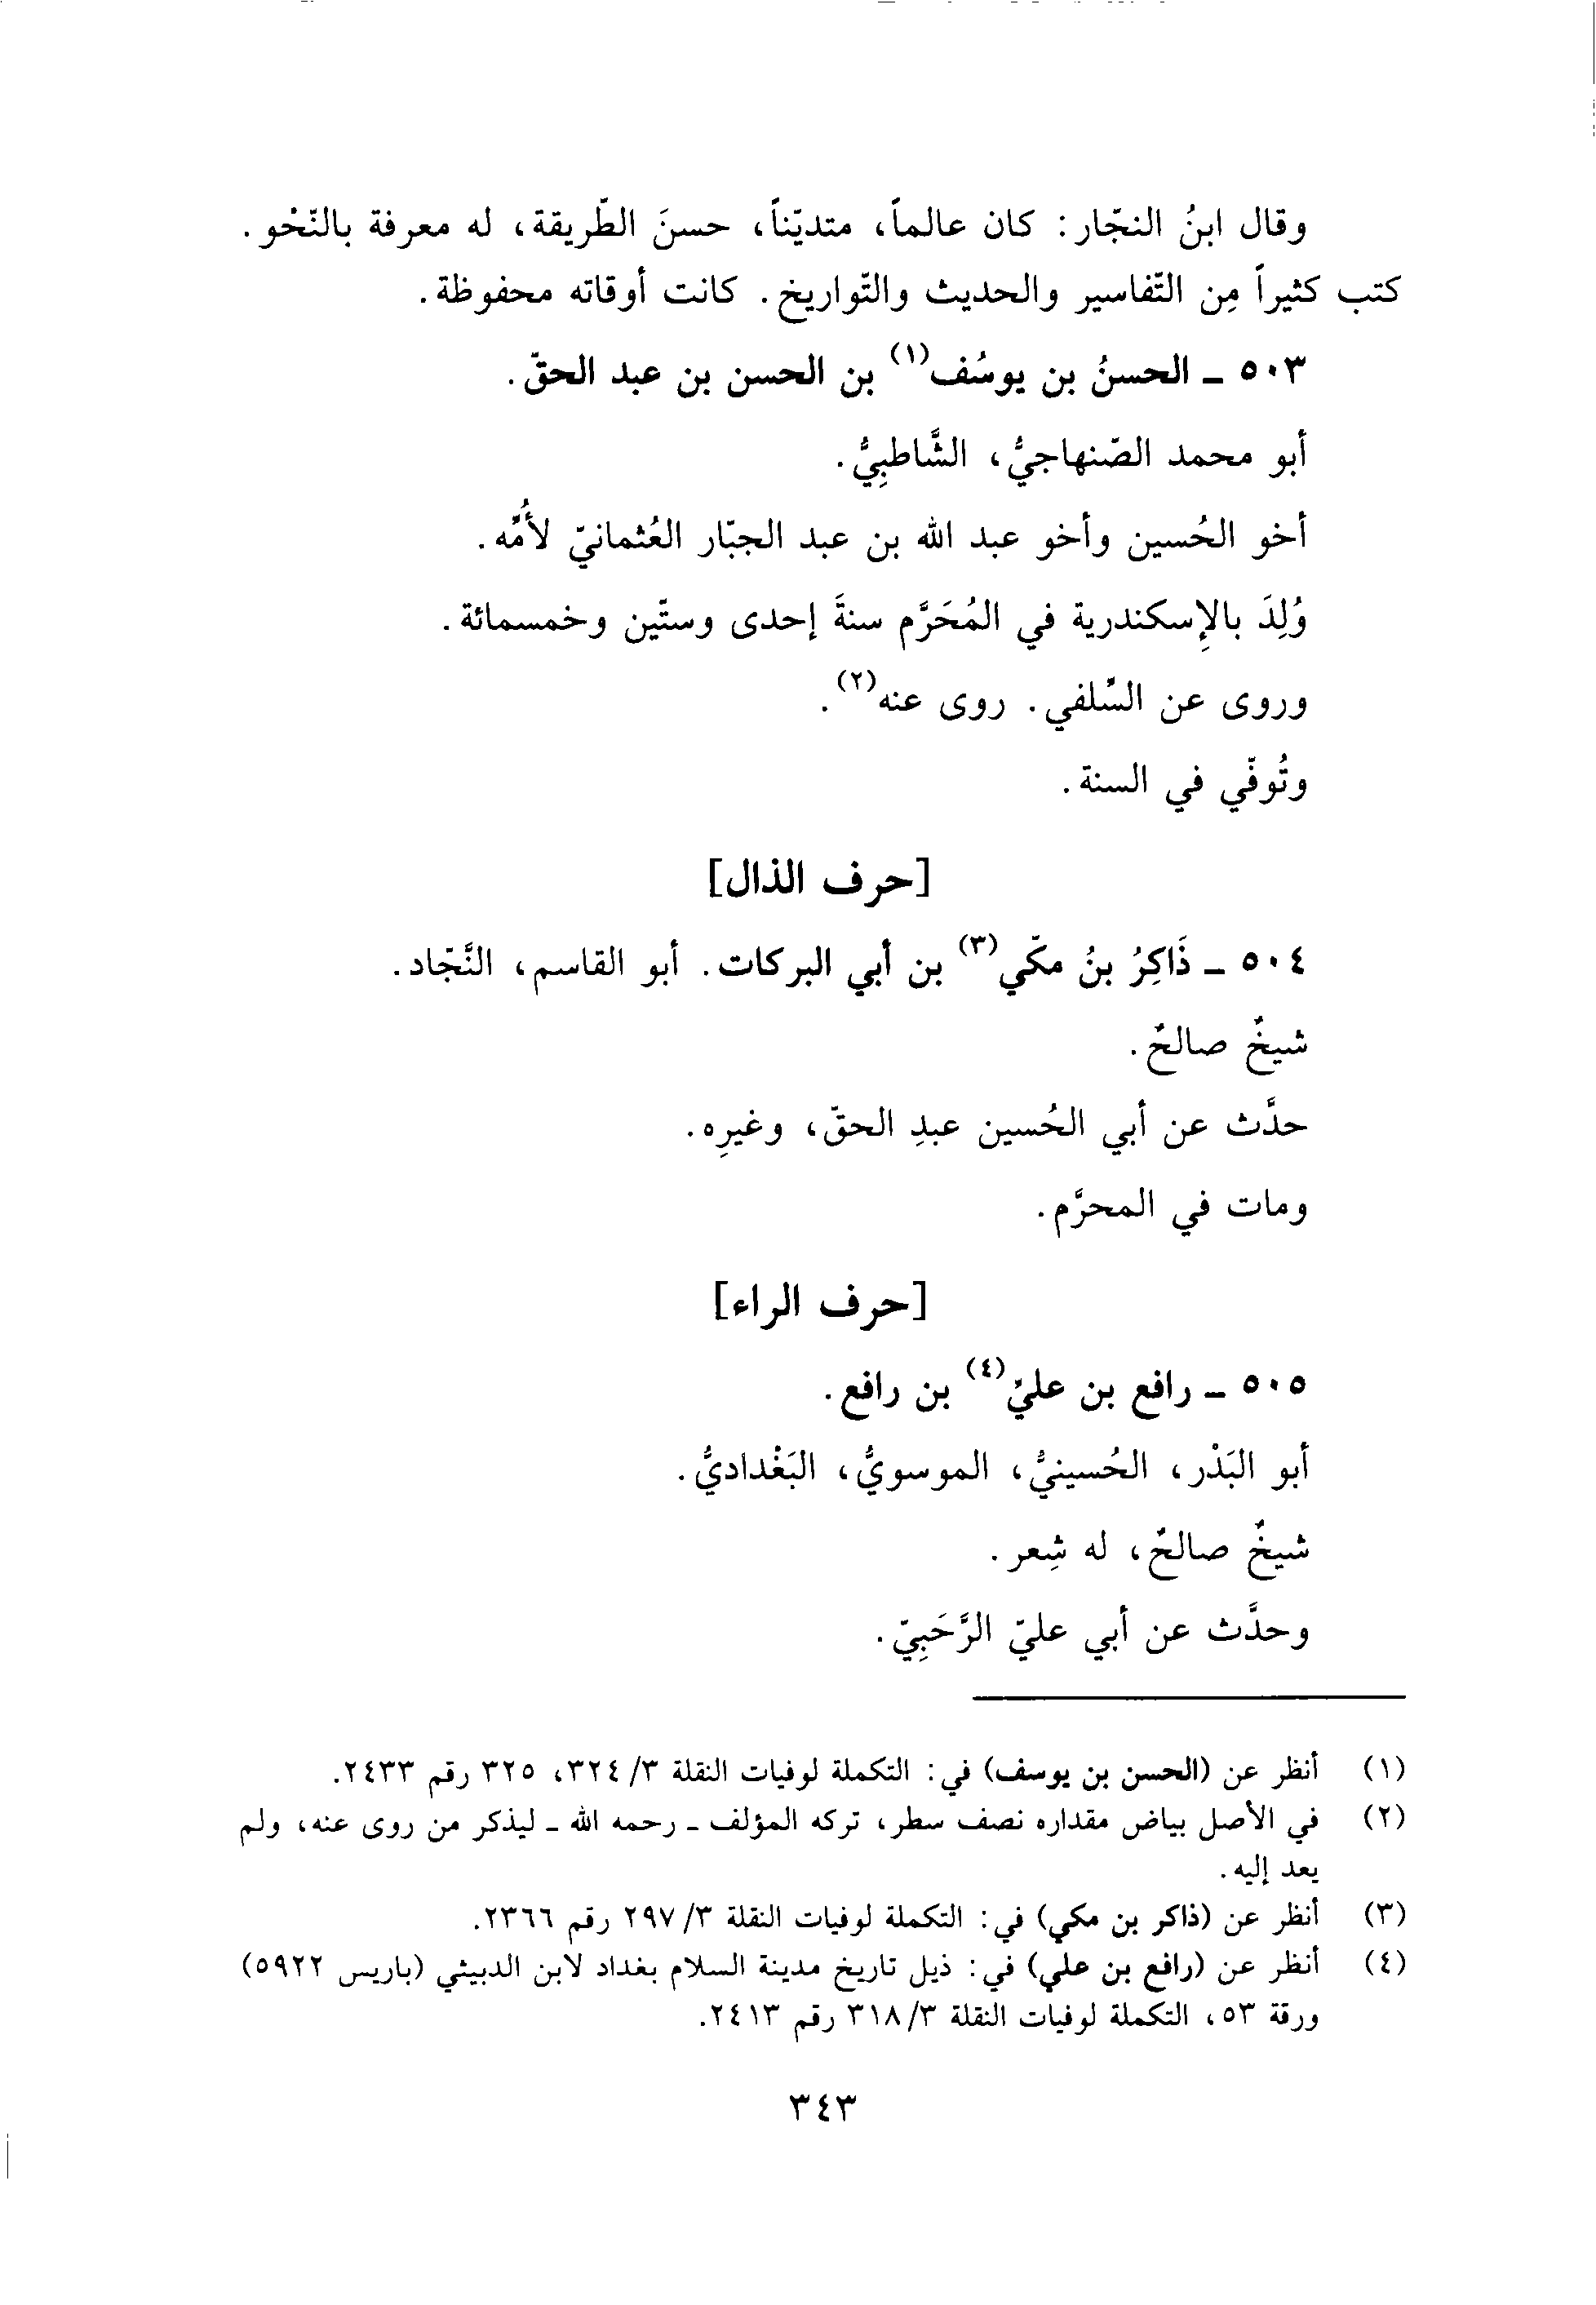 وقال ابنُ النجّار: كان عالماً، متديّناً، حسنَ الطّريقة، له معرفة بالنّحْو.
كتب كثيراً مِن التّفاسير والحديث والتّواريخ. كانت أوقاته محفوظة.
٥٠٣ - الحسنُ بن يوسُف(١) بن الحسن بن عبد الحقّ.
أبو محمد الصّنهاجيُّ، الشَّاطبِيُّ.
أخو الحُسين وأخو عبد الله بن عبد الجبّار العُثمانيّ لأُمّه.
وُلِدَ بالإِسكندرية في المُحَرَّم سنةَ إحدى وستّين وخمسمائة.
وروى عن السِّلفي. روى عنه(٢).
وتُوفّي في السنة.
[حرف الذال]
٥٠٤ - ذَاكِرُ بنُ مكّي(٣) بن أبي البركات. أبو القاسم، النَّجّاد.
شيخٌ صالحٌ.
حدَّث عن أبي الحُسين عبدِ الحقّ، وغيرِه.
ومات في المحرَّم.
[حرف الراء]
٥٠٥ - رافع بن عليّ(٤) بن رافع.
أبو البَدْر، الحُسينيُّ، الموسويُّ، البَغْداديُّ.
شيخٌ صالحٌ، له شِعر.
وحدَّث عن أبي عليّ الرَّحَبِيّ.
(١) أنظر عن (الحسن بن يوسف) في: التكملة لوفيات النقلة ٣/ ٣٢٤، ٣٢٥ رقم ٢٤٣٣.
(٢) في الأصل بياض مقداره نصف سطر، تركه المؤلف - رحمه الله - ليذكر من روى عنه، ولم
يعد إليه.
(٣) أنظر عن (ذاكر بن مكي) في: التكملة لوفيات النقلة ٣/ ٢٩٧ رقم ٢٣٦٦.
(٤) أنظر عن (رافع بن علي) في: ذيل تاريخ مدينة السلام بغداد لابن الدبيثي (باريس ٥٩٢٢)
ورقة ٥٣، التكملة لوفيات النقلة ٣/ ٣١٨ رقم ٢٤١٣.
٣٤٣